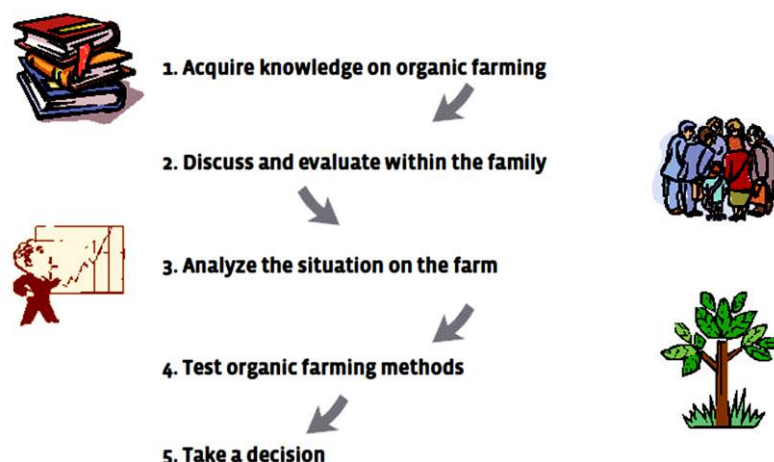 1. Acquire knowledge on organic farming
2. Discuss and evaluate within the family
3. Analyze the situation on the farm
4. Test organic farming methods
5. Take a decision